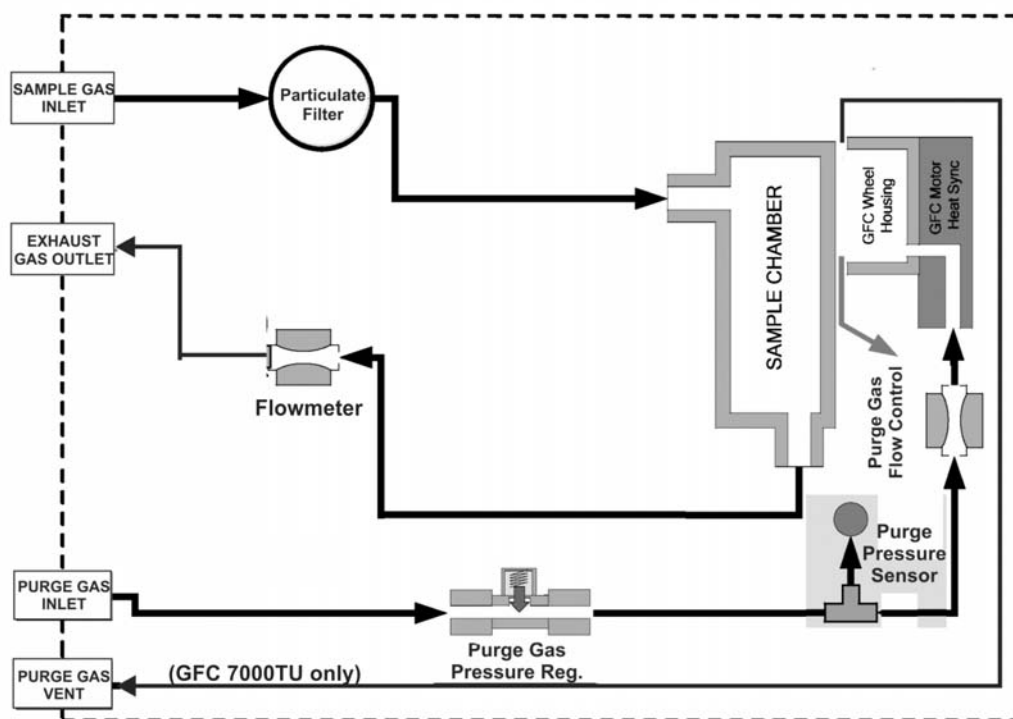 SAMPLE GAS
INLET
Particulate
Filter
SAMPLE CHAMBER
GFC Wheel
Housing
GFC Motor
Heat Sync
EXHAUST
GAS OUTLET
Flowmeter
Purge Gas
Flow Control
Purge
Pressure
Sensor
PURGE GAS
INLET
Purge Gas
Pressure Reg.
PURGE GAS
VENT
(GFC 7000TU only)